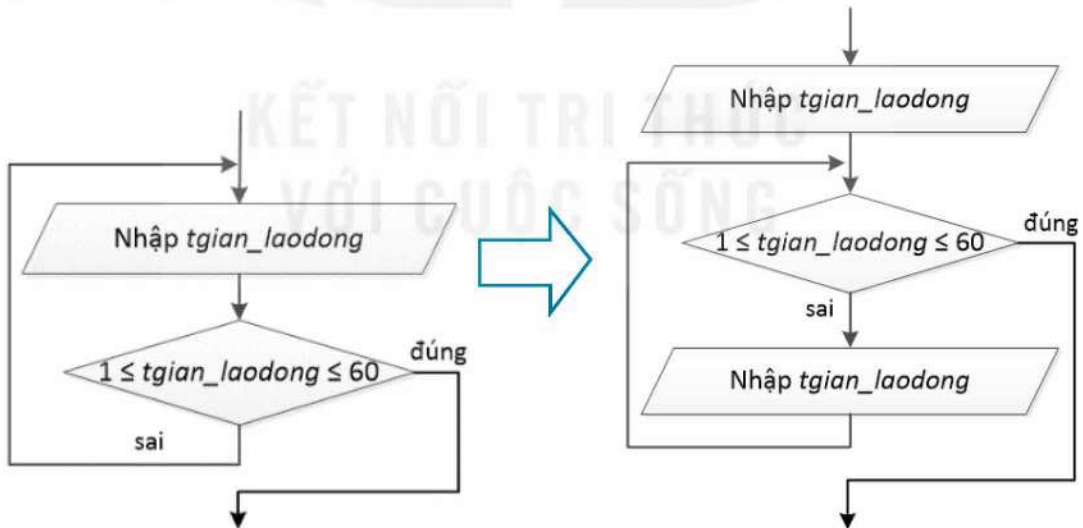 KẾT NỐI TRI THỨC
VỚI CUỘC SỐNG
Nhập tgian_laodong
1 ≤ tgian_laodong ≤ 60
đúng
sai
Nhập tgian_laodong
1 ≤ tgian_laodong ≤ 60
đúng
sai
Nhập tgian_laodong